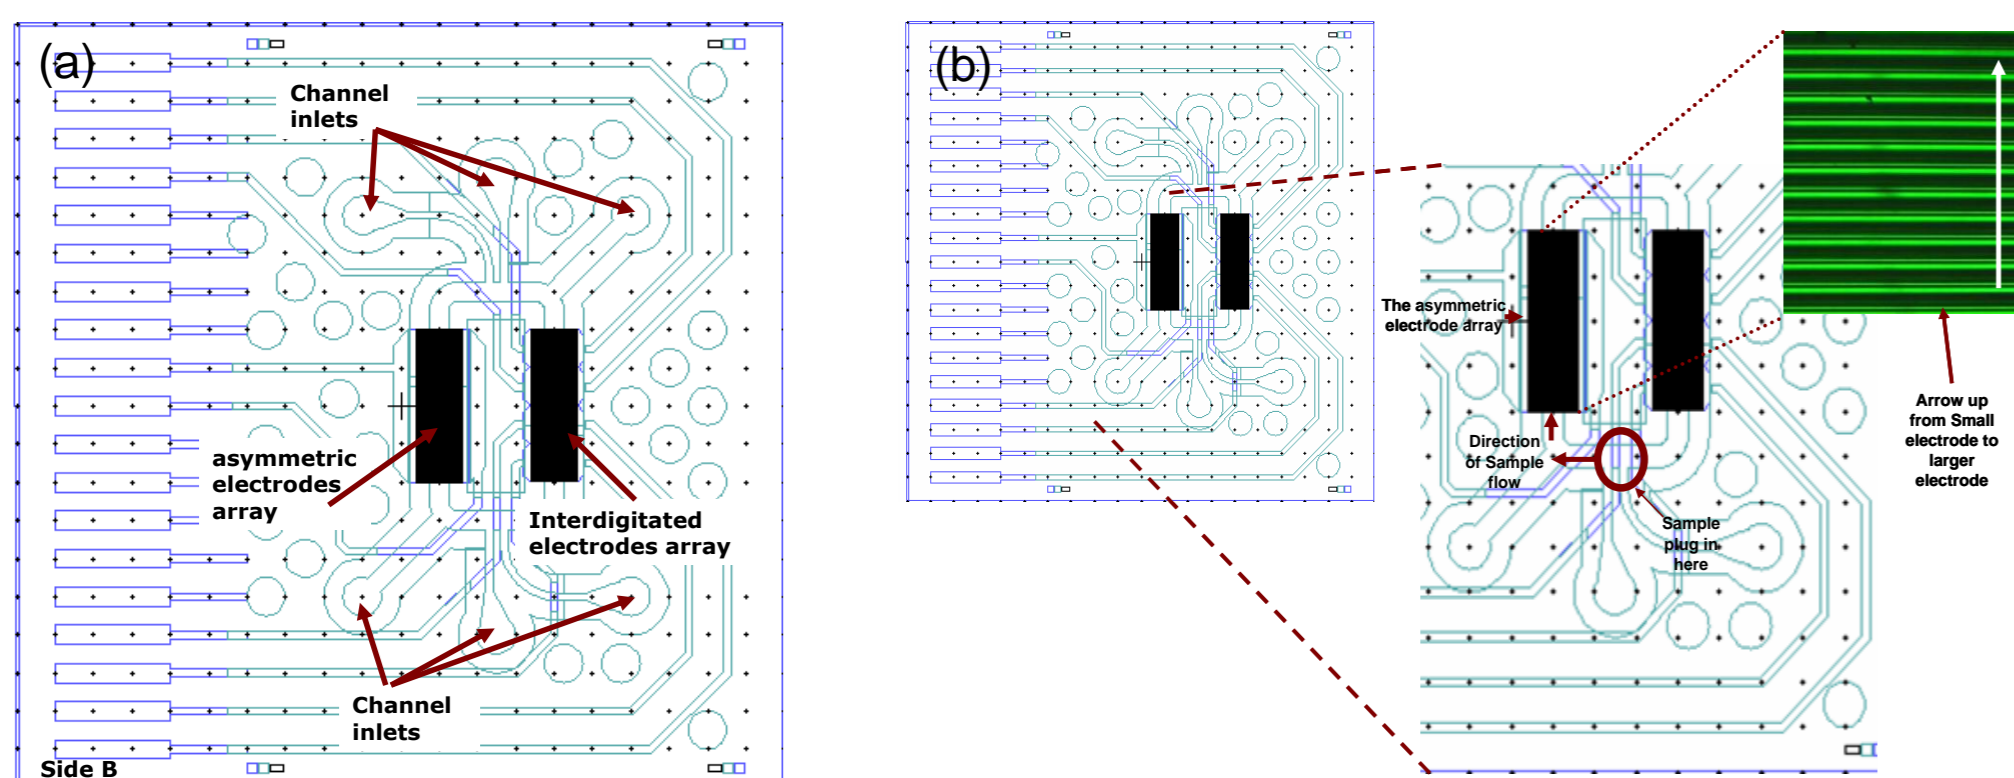 (a)
Channel
inlets
asymmetric
electrodes
array
Interdigitated
electrodes array
Channel
inlets
Side B
(b)
The asymmetric
electrode array
Direction
of Sample
flow
Sample
plug in
here
Arrow up
from Small
electrode to
larger
electrode